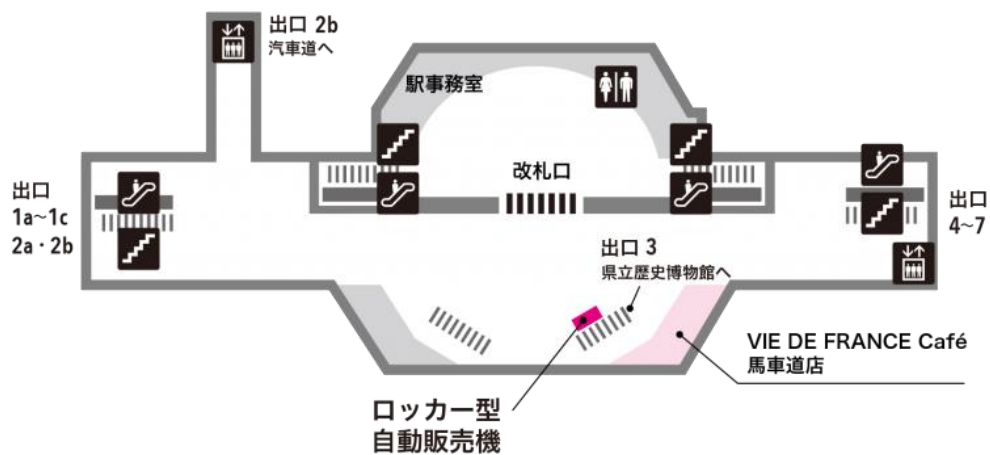 出口 2b
汽車道へ
駅事務室
改札口
出口
1a~1c
2a・2b
出口
4~7
出口 3
県立歴史博物館へ
VIE DE FRANCE Café
馬車道店
ロッカー型
自動販売機